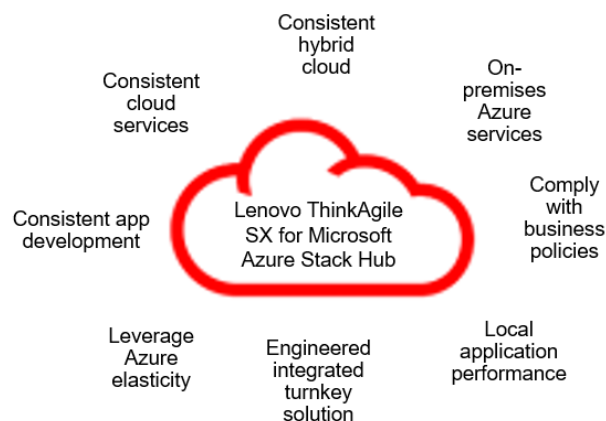 Consistent
hybrid
cloud
On-
premises
Azure
services
Consistent
cloud
services
Comply
with
business
policies
Lenovo ThinkAgile
SX for Microsoft
Azure Stack Hub
Consistent app
development
Local
application
performance
Leverage
Azure
elasticity
Engineered
integrated
turnkey
solution